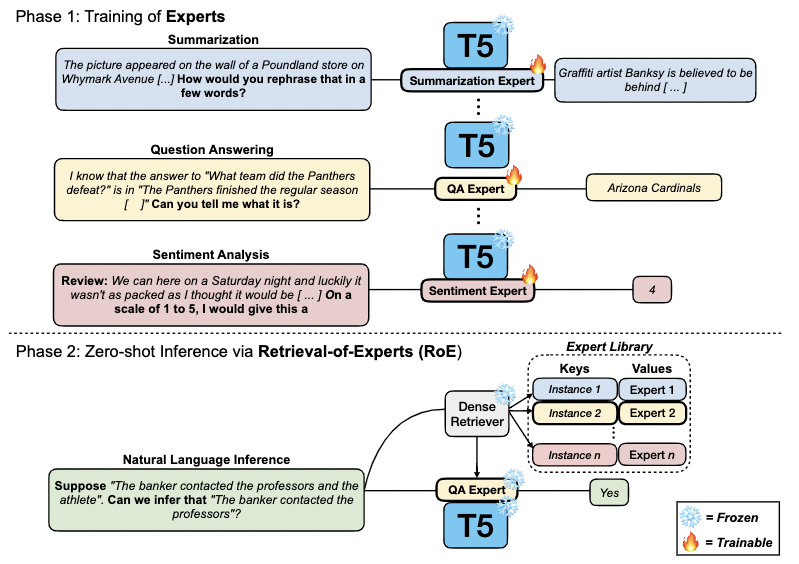 Phase 1: Training of Experts
Summarization
The picture appeared on the wall of a Poundland store on
Whymark Avenue [...] How would you rephrase that in a
few words?
T5
Summarization Expert
Graffiti artist Banksy is believed to be
behind [ ... ]
Question Answering
I know that the answer to "What team did the Panthers
defeat?" is in "The Panthers finished the regular season
[ ]" Can you tell me what it is?
T5
QA Expert
Arizona Cardinals
Sentiment Analysis
Review: We can here on a Saturday night and luckily it
wasn't as packed as I thought it would be [ ... ] On a
scale of 1 to 5, I would give this a
T5
Sentiment Expert
4
Phase 2: Zero-shot Inference via Retrieval-of-Experts (RoE)
Expert Library
Keys Values
Instance 1 Expert 1
Instance 2 Expert 2
Instance n Expert n
Dense
Retriever
Natural Language Inference
Suppose "The banker contacted the professors and the
athlete". Can we infer that "The banker contacted the
professors"?
QA Expert
T5
Yes
= Frozen
= Trainable